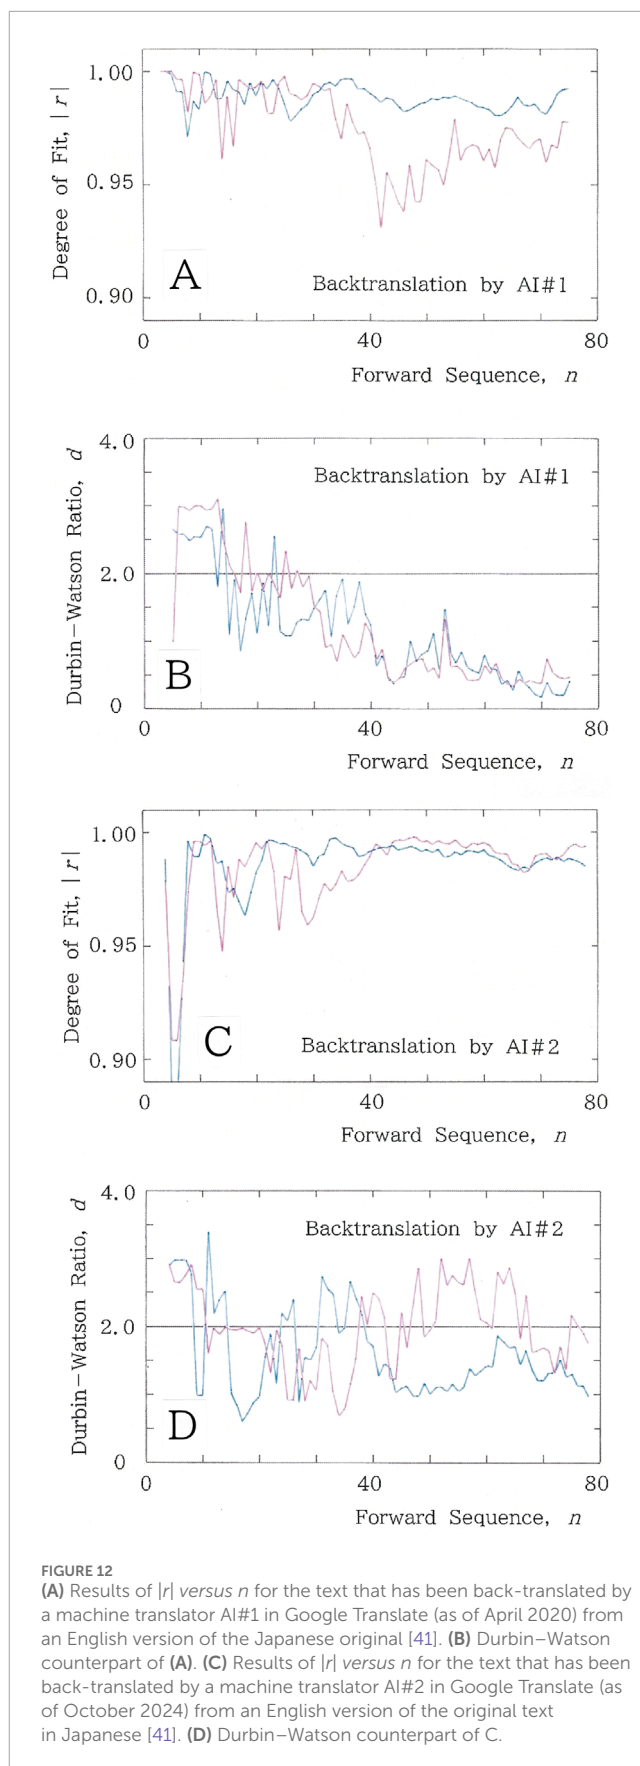 1.00
0.95
0.90
Degree of Fit, |r|
A
Backtranslation by AI#1
0
40
80
Forward Sequence, n
4.0
2.0
0
Durbin–Watson Ratio, d
Backtranslation by AI#1
B
0
40
80
Forward Sequence, n
1.00
0.95
0.90
Degree of Fit, |r|
C
Backtranslation by AI#2
0
40
80
Forward Sequence, n
4.0
2.0
0
Durbin–Watson Ratio, d
Backtranslation by AI#2
D
0
40
80
Forward Sequence, n
FIGURE 12
(A) Results of |r| versus n for the text that has been back-translated by
a machine translator AI#1 in Google Translate (as of April 2020) from
an English version of the Japanese original [41]. (B) Durbin–Watson
counterpart of (A). (C) Results of |r| versus n for the text that has been
back-translated by a machine translator AI#2 in Google Translate (as
of October 2024) from an English version of the original text
in Japanese [41]. (D) Durbin–Watson counterpart of C.